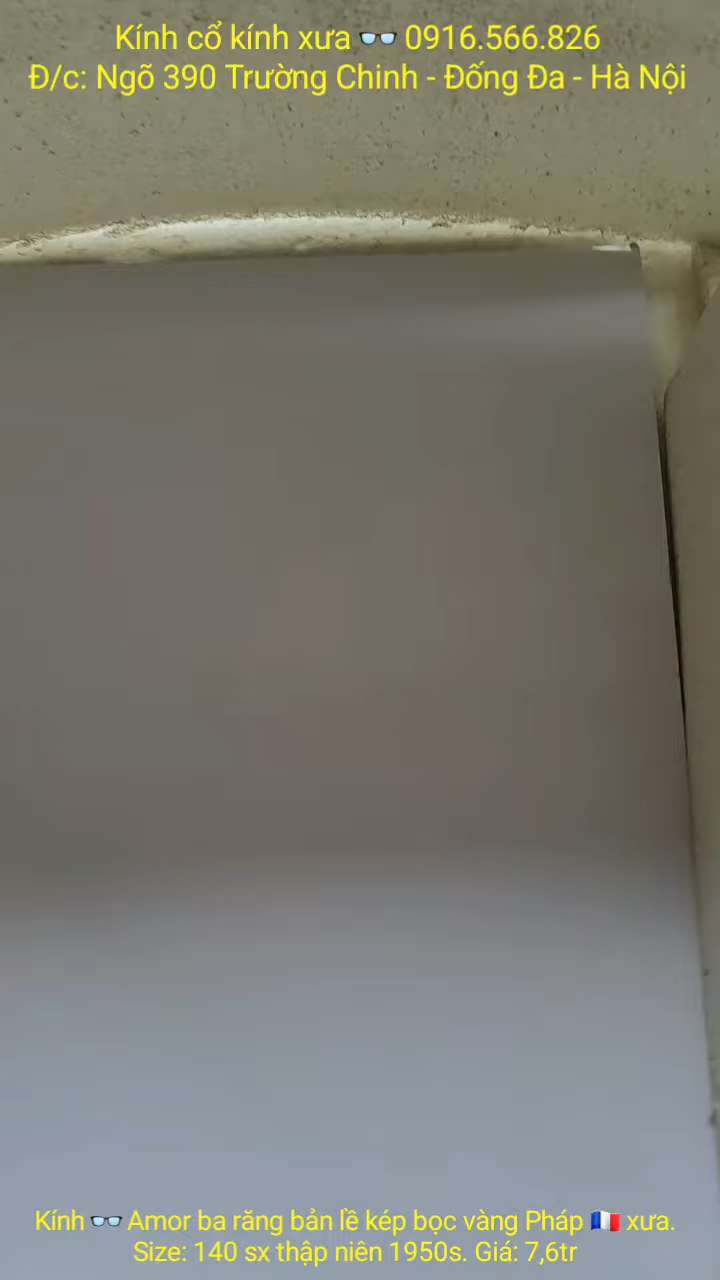 Kính cổ kính xưa 👓 0916.566.826
Đ/c: Ngõ 390 Trường Chinh - Đống Đa - Hà Nội
Kính 👓 Amor ba răng bản lề kép bọc vàng Pháp 🇫🇷 xưa.
Size: 140 sx thập niên 1950s. Giá: 7,6tr